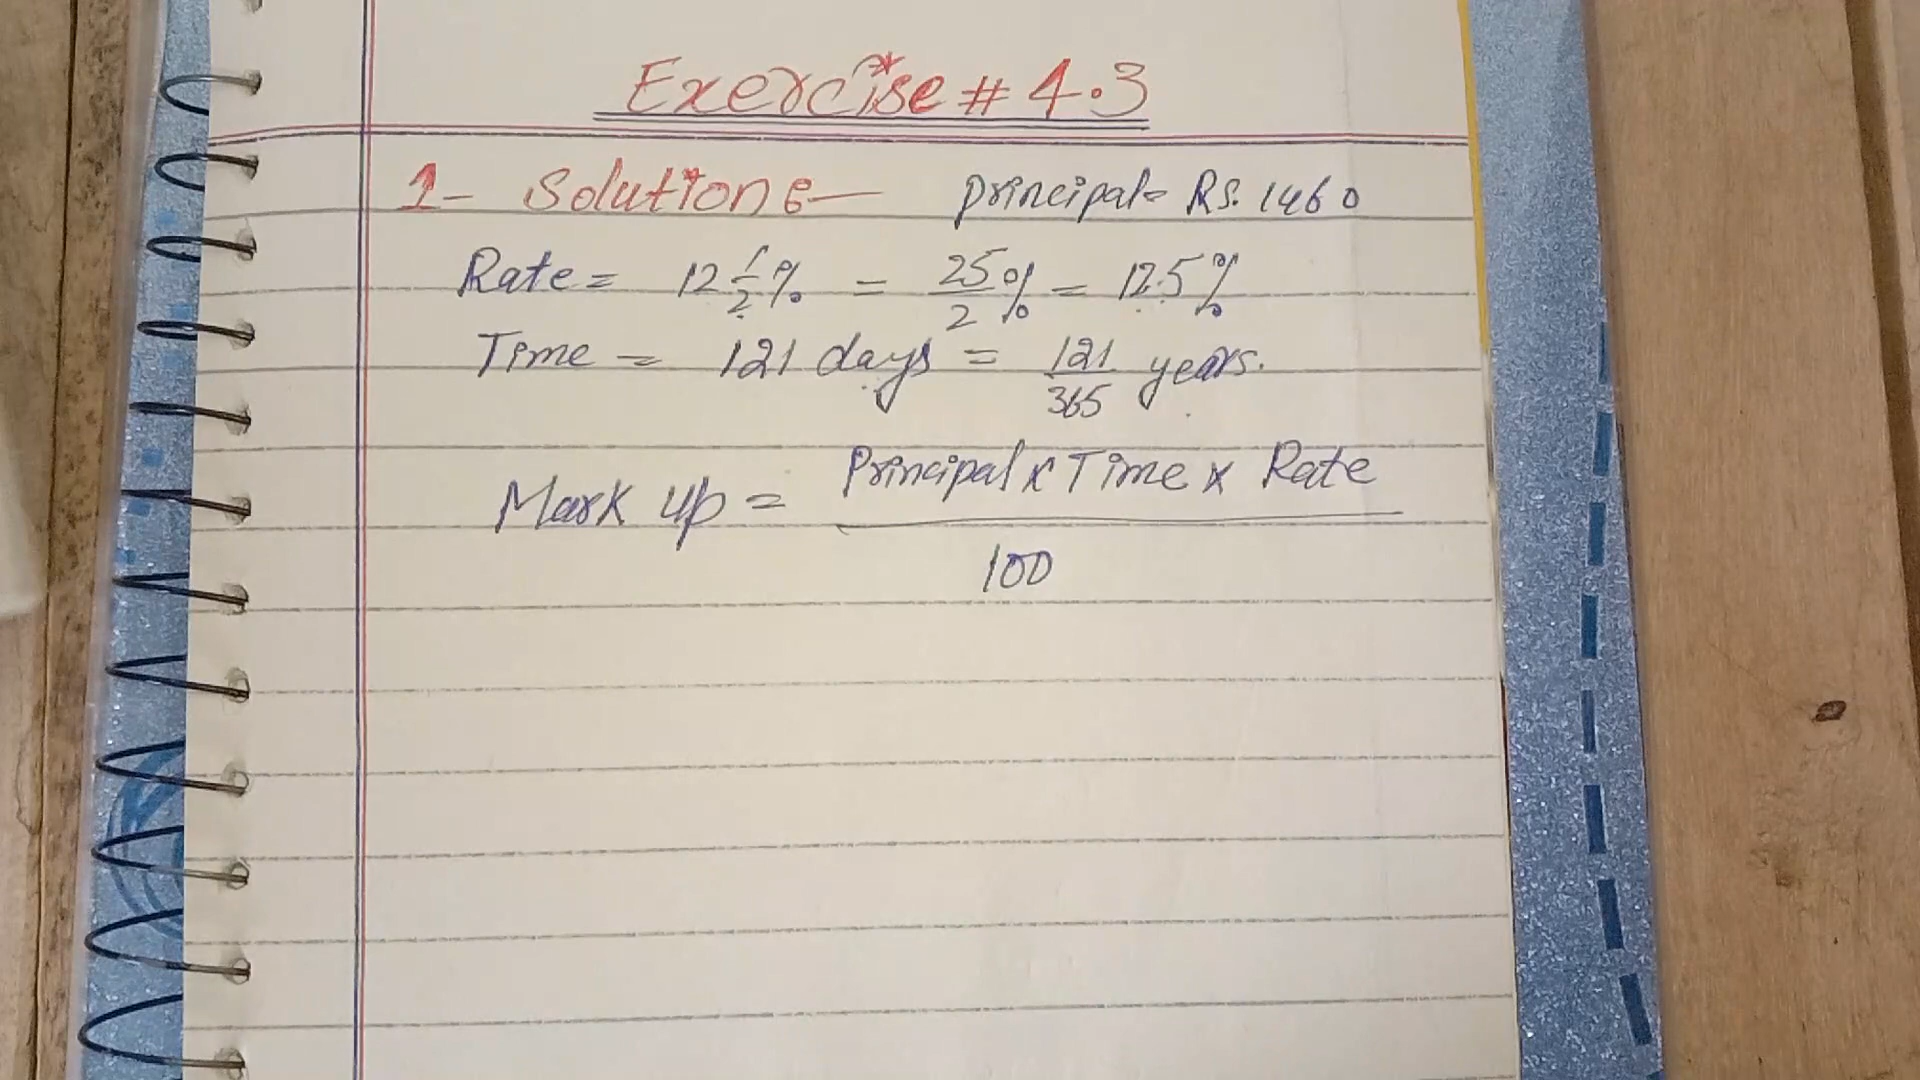 Exercise # 4.3
1- Solution:- principal= Rs. 1460
Rate = 12 1/2 % = 25/2 % = 12.5%
Time = 121 days = 121/365 years.
Mark up = Principal x Time x Rate
100